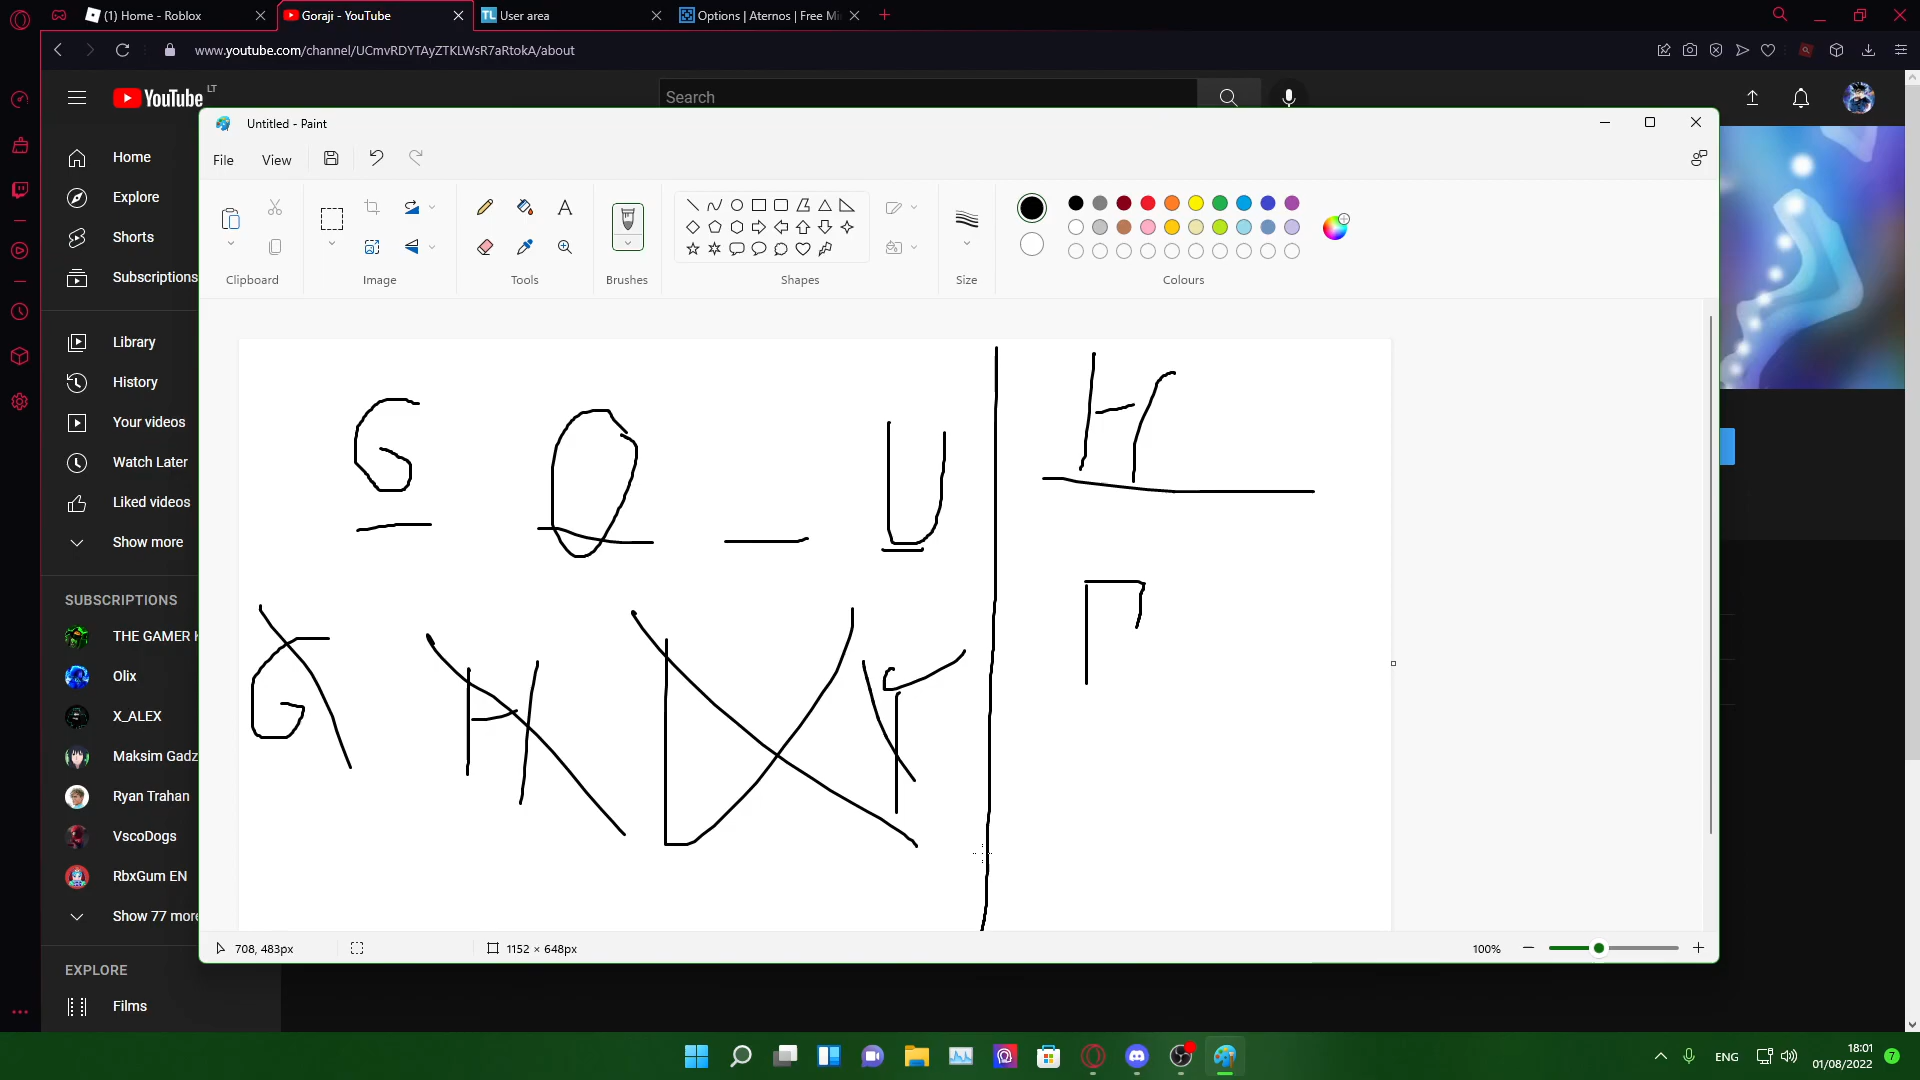 (1) Home - Roblox
Goraji - YouTube
TL User area
Options | Aternos | Free Mi
www.youtube.com/channel/UCmvRDYTAyZTKLWsR7aRtokA/about
YouTube LT
Search
Untitled - Paint
File View
Clipboard
Image
Tools
Brushes
Shapes
Size
Colours
Home
Explore
Shorts
Subscriptions
Library
History
Your videos
Watch Later
Liked videos
Show more
SUBSCRIPTIONS
THE GAMER K
Olix
X_ALEX
Maksim Gadz
Ryan Trahan
VscoDogs
RbxGum EN
Show 77 more
EXPLORE
Films
G
U
G H
708, 483px
1152 × 648px
100%
ENG
18:01
01/08/2022
7